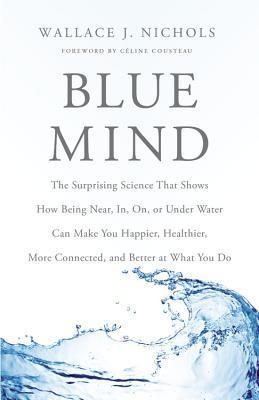 WALLACE J. NICHOLS
FOREWORD BY CÉLINE COUSTEAU
BLUE
MIND
The Surprising Science That Shows
How Being Near, In, On, or Under Water
Can Make You Happier, Healthier,
More Connected, and Better at What You Do